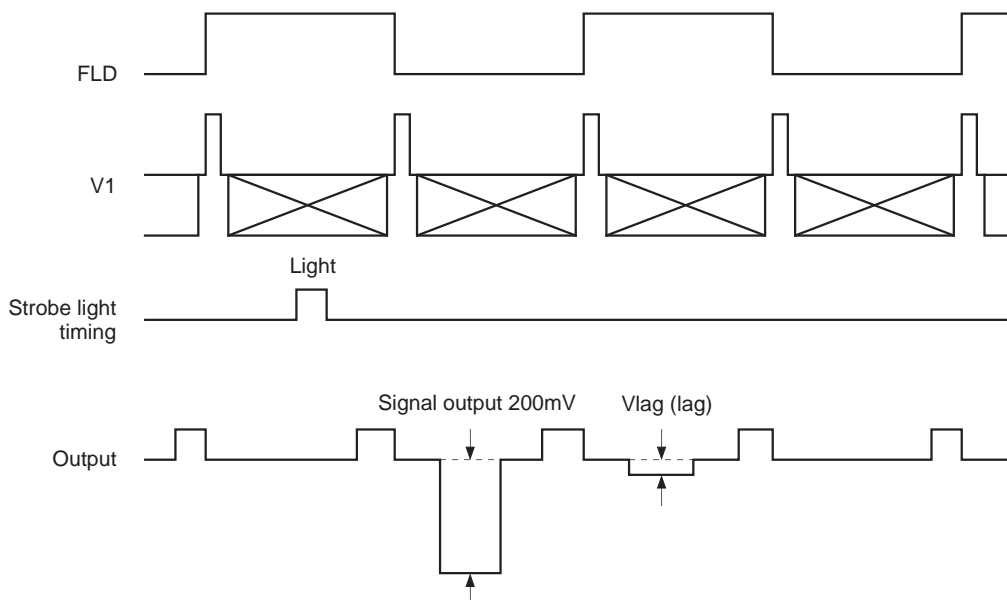 FLD
V1
Light
Strobe light
timing
Signal output 200mV
Vlag (lag)
Output